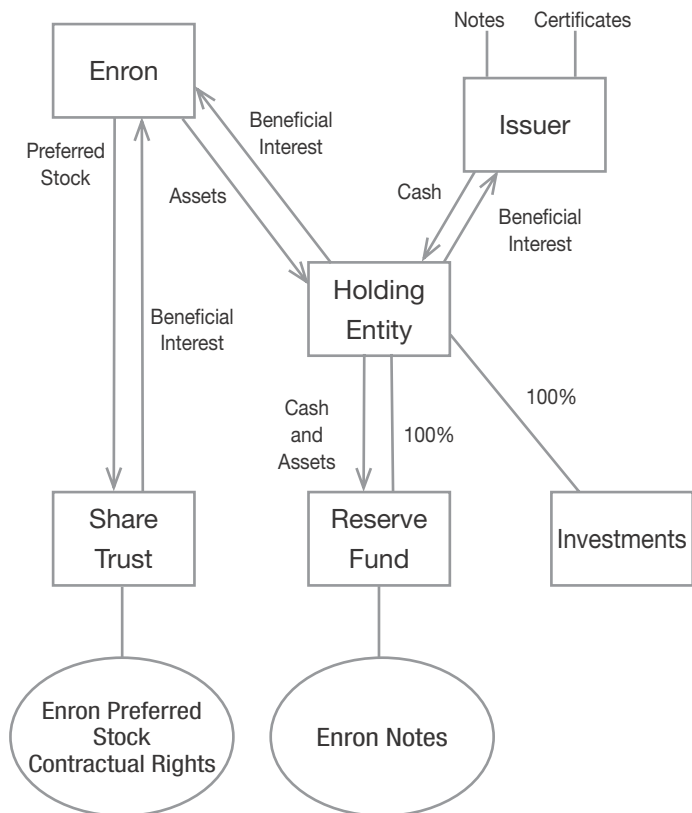 Notes
Certificates
Enron
Issuer
Beneficial
Interest
Preferred
Stock
Assets
Cash
Beneficial
Interest
Holding
Entity
Beneficial
Interest
Cash
and
Assets
100%
100%
Share
Trust
Reserve
Fund
Investments
Enron Preferred
Stock
Contractual Rights
Enron Notes